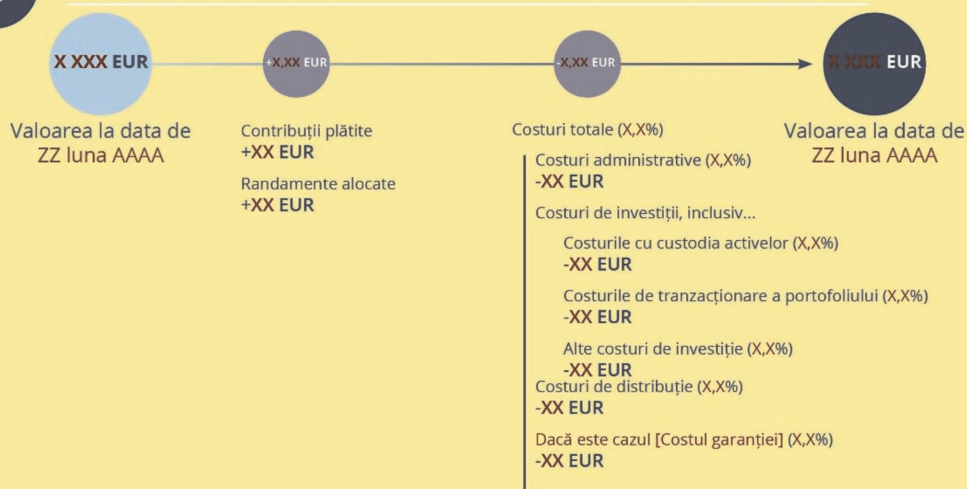 X XXX EUR
+X,XX EUR
-X,XX EUR
X XXX EUR
Valoarea la data de
ZZ luna AAAA
Contribuții plătite
+XX EUR
Randamente alocate
+XX EUR
Costuri totale (X,X%)
Costuri administrative (X,X%)
-XX EUR
Costuri de investiții, inclusiv...
Costurile cu custodia activelor (X,X%)
-XX EUR
Costurile de tranzacționare a portofoliului (X,X%)
-XX EUR
Alte costuri de investiție (X,X%)
-XX EUR
Costuri de distribuție (X,X%)
-XX EUR
Dacă este cazul [Costul garanției] (X,X%)
-XX EUR
Valoarea la data de
ZZ luna AAAA